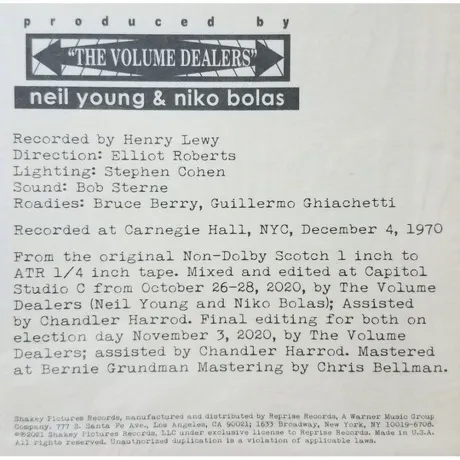 produced by
"THE VOLUME DEALERS"
neil young & niko bolas
Recorded by Henry Lewy
Direction: Elliot Roberts
Lighting: Stephen Cohen
Sound: Bob Sterne
Roadies: Bruce Berry, Guillermo Ghiachetti
Recorded at Carnegie Hall, NYC, December 4, 1970
From the original Non-Dolby Scotch 1 inch to
ATR 1/4 inch tape. Mixed and edited at Capitol
Studio C from October 26-28, 2020, by The Volume
Dealers (Neil Young and Niko Bolas); Assisted
by Chandler Harrod. Final editing for both on
election day November 3, 2020, by The Volume
Dealers; assisted by Chandler Harrod. Mastered
at Bernie Grundman Mastering by Chris Bellman.
Shakey Pictures Records, manufactured and distributed by Reprise Records, A Warner Music Group
Company. 777 S. Santa Fe Ave., Los Angeles, CA 90021; 1633 Broadway, New York, NY 10019-6708.
©℗2021 Shakey Pictures Records, LLC under exclusive license to Reprise Records. Made in U.S.A.
All rights reserved. Unauthorized duplication is a violation of applicable laws.